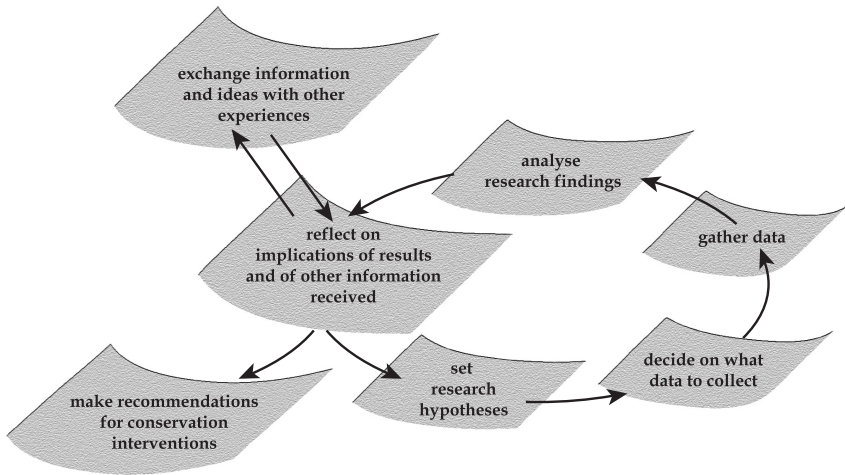 exchange information
and ideas with other
experiences
analyse
research findings
gather data
reflect on
implications of results
and of other information
received
decide on what
data to collect
set
research
hypotheses
make recommendations
for conservation
interventions